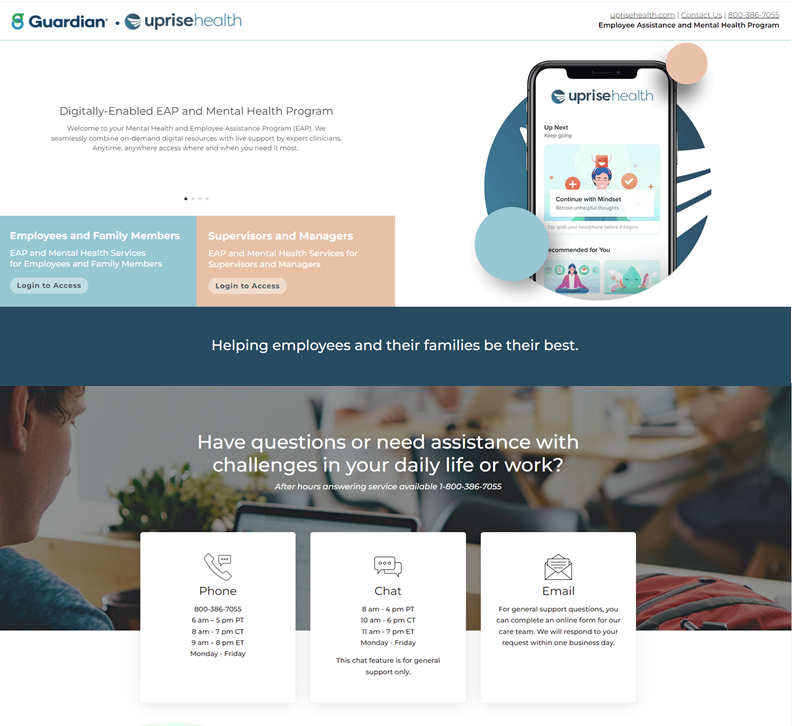 Guardian • uprisehealth
uprisehealth.com | Contact Us | 800-386-7055
Employee Assistance and Mental Health Program
Digitally-Enabled EAP and Mental Health Program
Welcome to your Mental Health and Employee Assistance Program (EAP). We
seamlessly combine on-demand digital resources with live support by expert clinicians.
Anytime, anywhere access where and when you need it most.
uprisehealth
Up Next
Keep going
Continue with Mindset
Retrain unhelpful thoughts
Tip: grab your headphone before it begins
ecommended for You
Employees and Family Members
EAP and Mental Health Services
for Employees and Family Members
Login to Access
Supervisors and Managers
EAP and Mental Health Services for
Supervisors and Managers
Login to Access
Helping employees and their families be their best.
Have questions or need assistance with
challenges in your daily life or work?
After hours answering service available 1-800-386-7055
Phone
800-386-7055
6 am – 5 pm PT
8 am - 7 pm CT
9 am – 8 pm ET
Monday - Friday
Chat
8 am - 4 pm PT
10 am - 6 pm CT
11 am - 7 pm ET
Monday - Friday
This chat feature is for general
support only.
Email
For general support questions, you
can complete an online form for our
care team. We will respond to your
request within one business day.